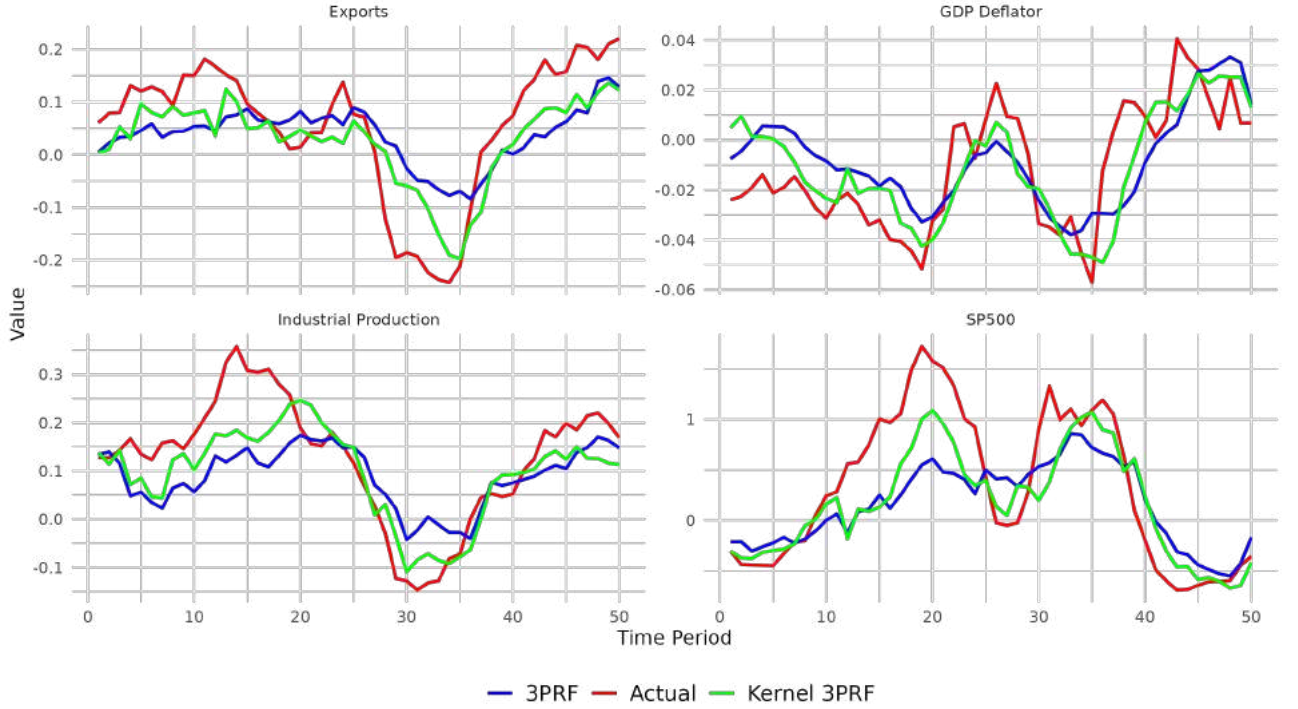 Exports
GDP Deflator
0.2
0.1
0.0
-0.1
-0.2
0.04
0.02
0.00
-0.02
-0.04
-0.06
Value
Industrial Production
SP500
0.3
0.2
0.1
0.0
-0.1
1
0
0 10 20 30 40 50
0 10 20 30 40 50
Time Period
3PRF Actual Kernel 3PRF